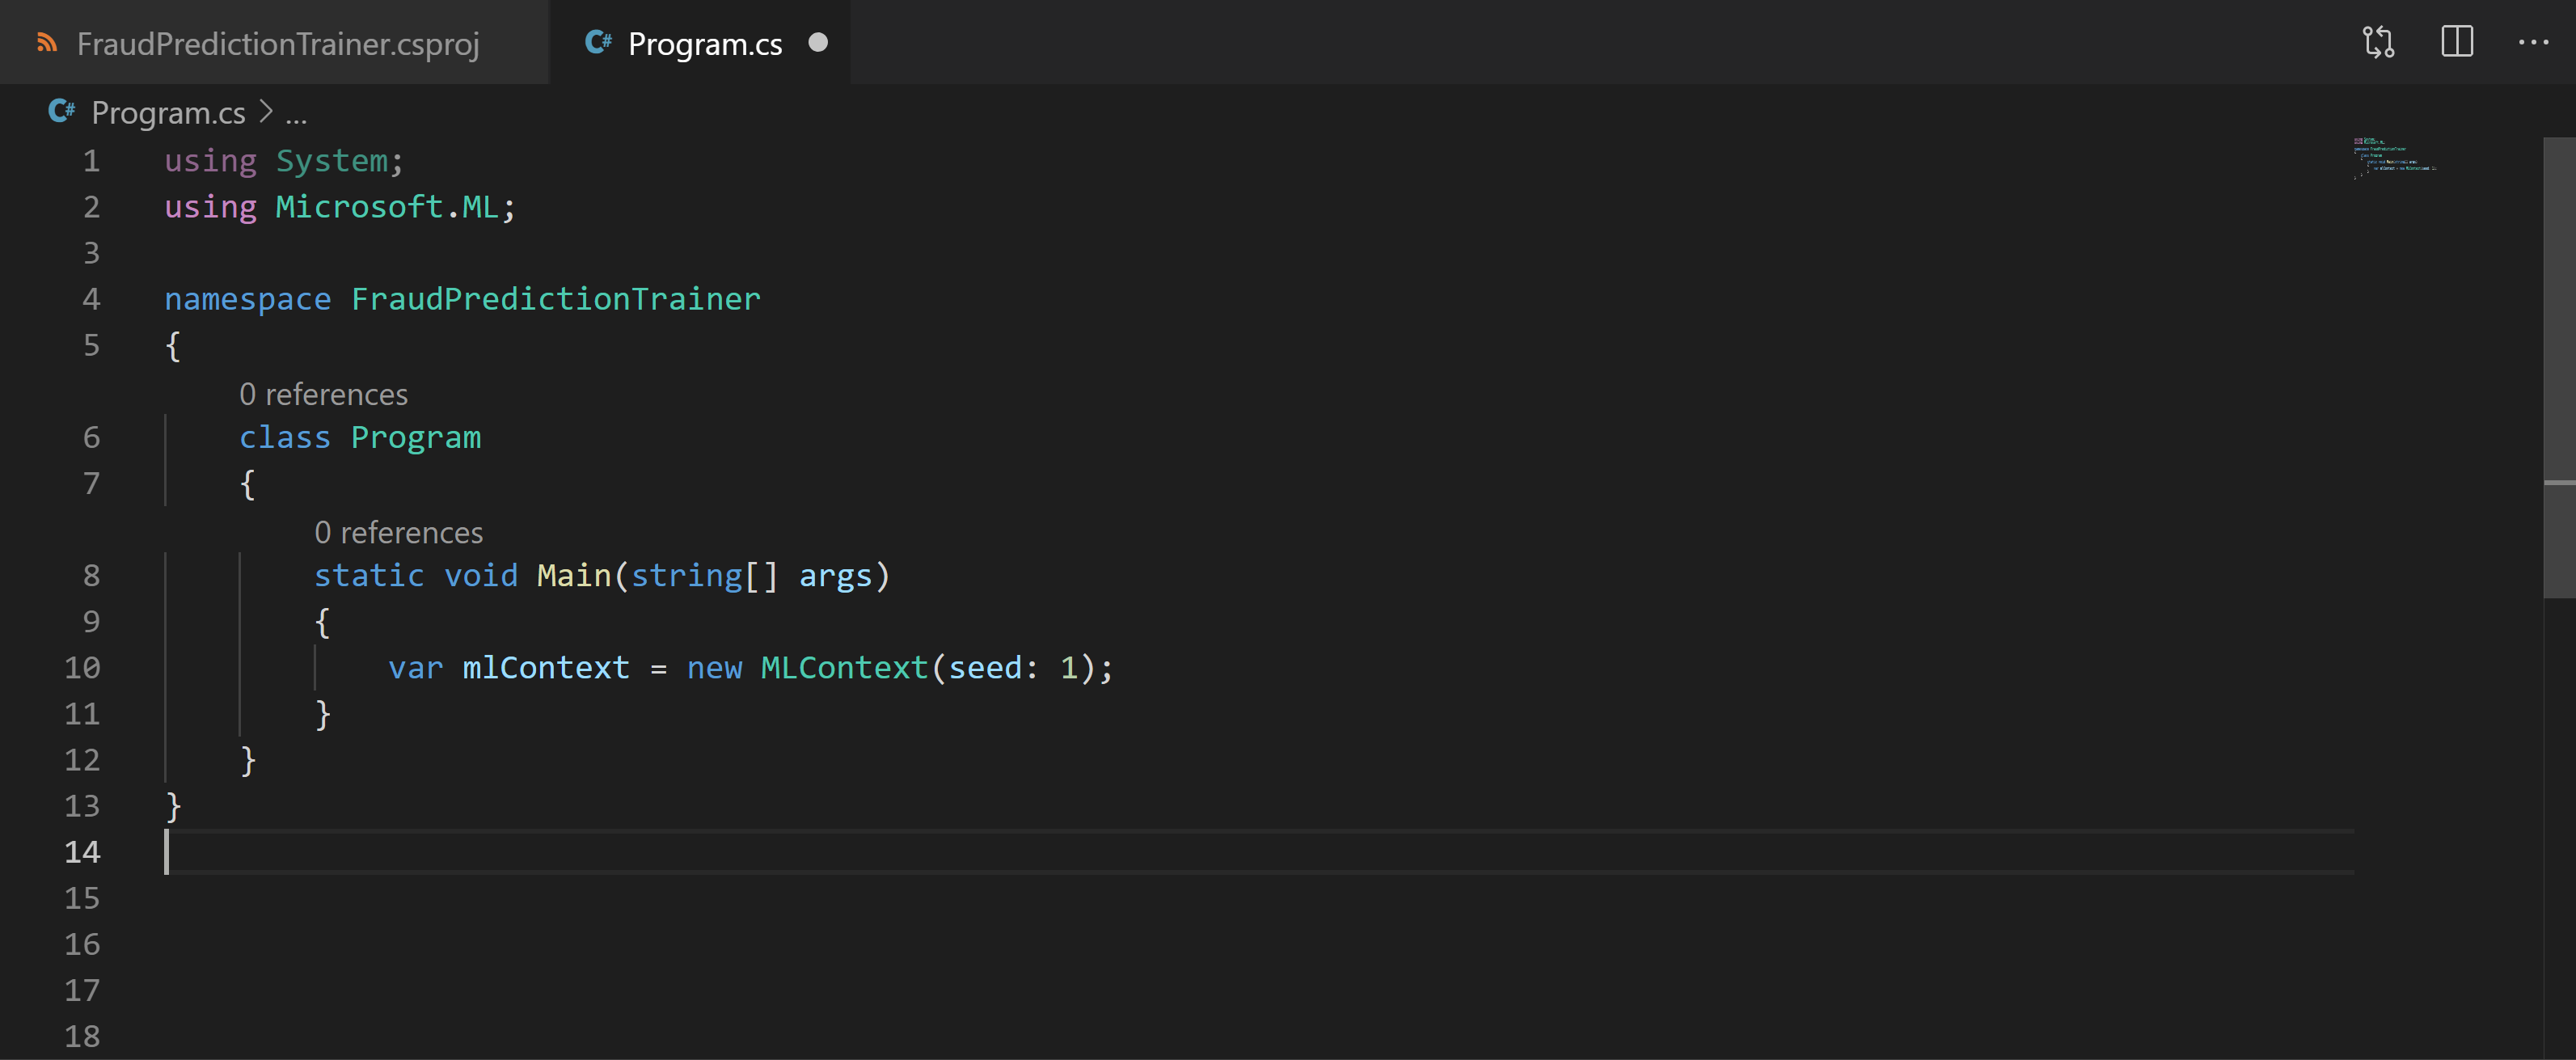 FraudPredictionTrainer.csproj
C# Program.cs
C# Program.cs > ...
1 using System;
2 using Microsoft.ML;
3
4 namespace FraudPredictionTrainer
5 {
0 references
6 class Program
7 {
0 references
8 static void Main(string[] args)
9 {
10 var mlContext = new MLContext(seed: 1);
11 }
12 }
13 }
14
15
16
17
18